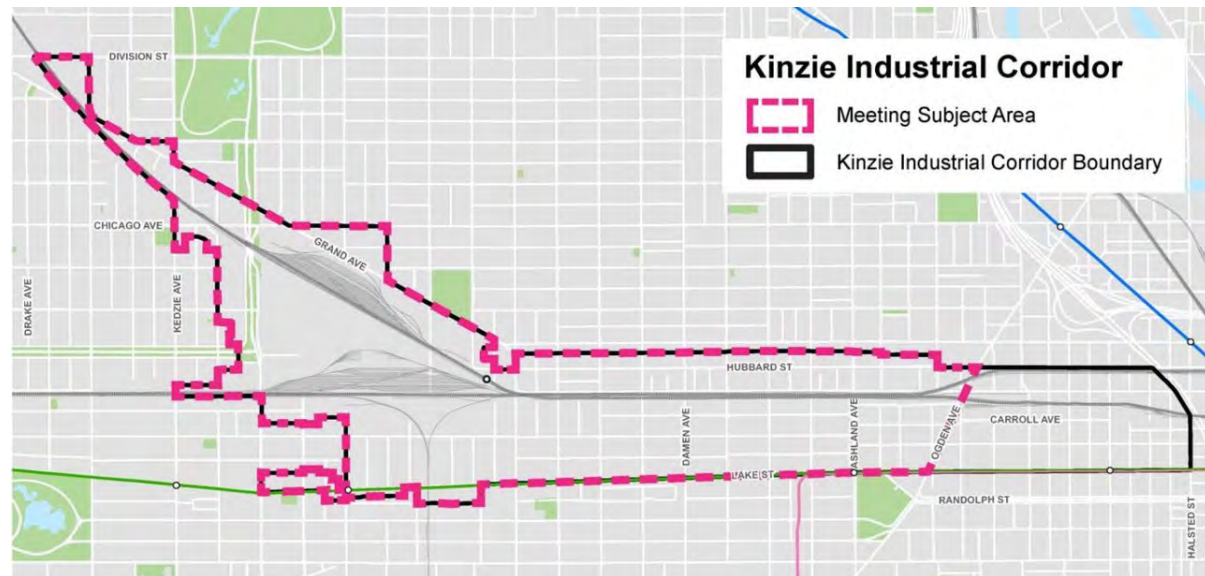 DIVISION ST
Kinzie Industrial Corridor
Meeting Subject Area
Kinzie Industrial Corridor Boundary
CHICAGO AVE
GRAND AVE
DRAKE AVE
KEDZIE AVE
HUBBARD ST
DAMEN AVE
ASHLAND AVE
OGDEN AVE
CARROLL AVE
LAKE ST
RANDOLPH ST
HALSTED ST